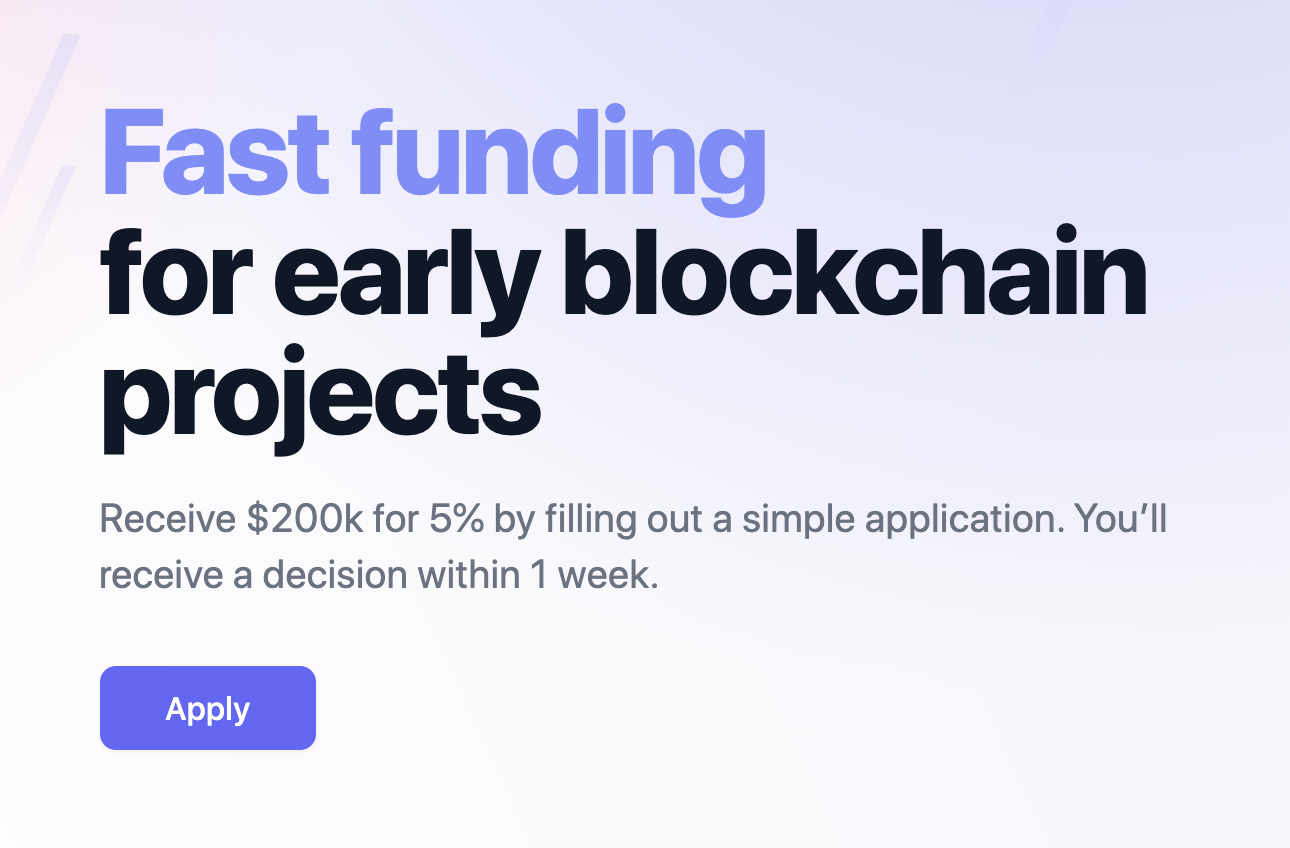 Fast funding
for early blockchain
projects
Receive $200k for 5% by filling out a simple application. You’ll
receive a decision within 1 week.
Apply